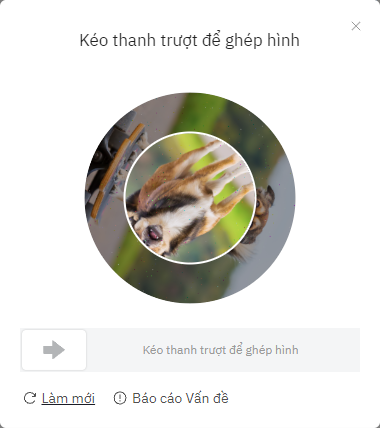 Kéo thanh trượt để ghép hình
Kéo thanh trượt để ghép hình
Làm mới
Báo cáo Vấn đề